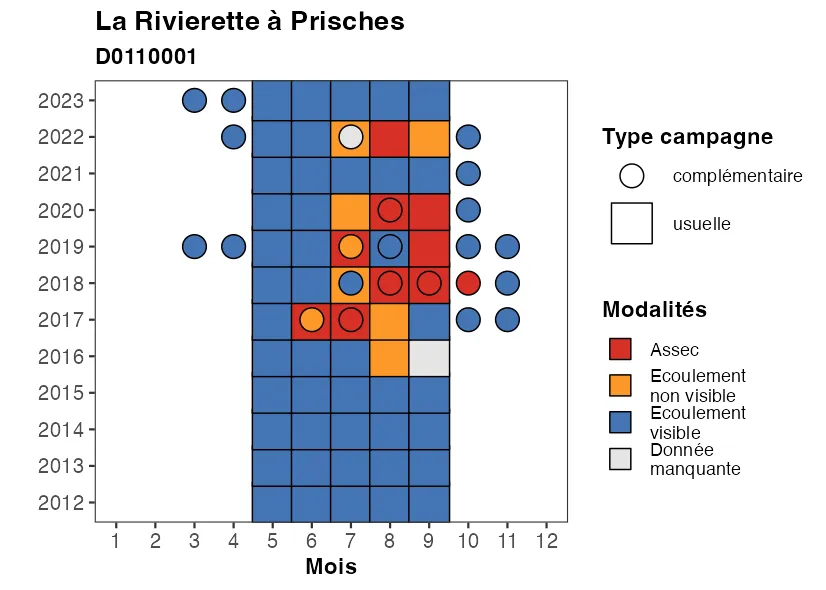 La Rivierette à Prisches
D0110001
2023
2022
2021
2020
2019
2018
2017
2016
2015
2014
2013
2012
1 2 3 4 5 6 7 8 9 10 11 12
Mois
Type campagne
complémentaire
usuelle
Modalités
Assec
Ecoulement
non visible
Ecoulement
visible
Donnée
manquante